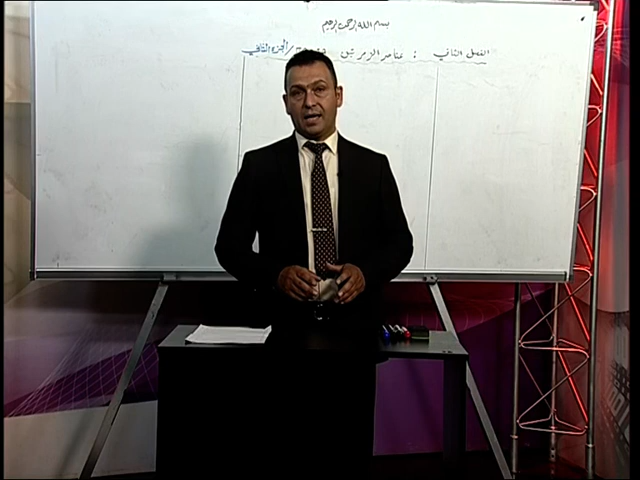 بسم الله الرحمن الرحيم
الفصل الثاني : عناصر الزمرتين / الجزء الثاني